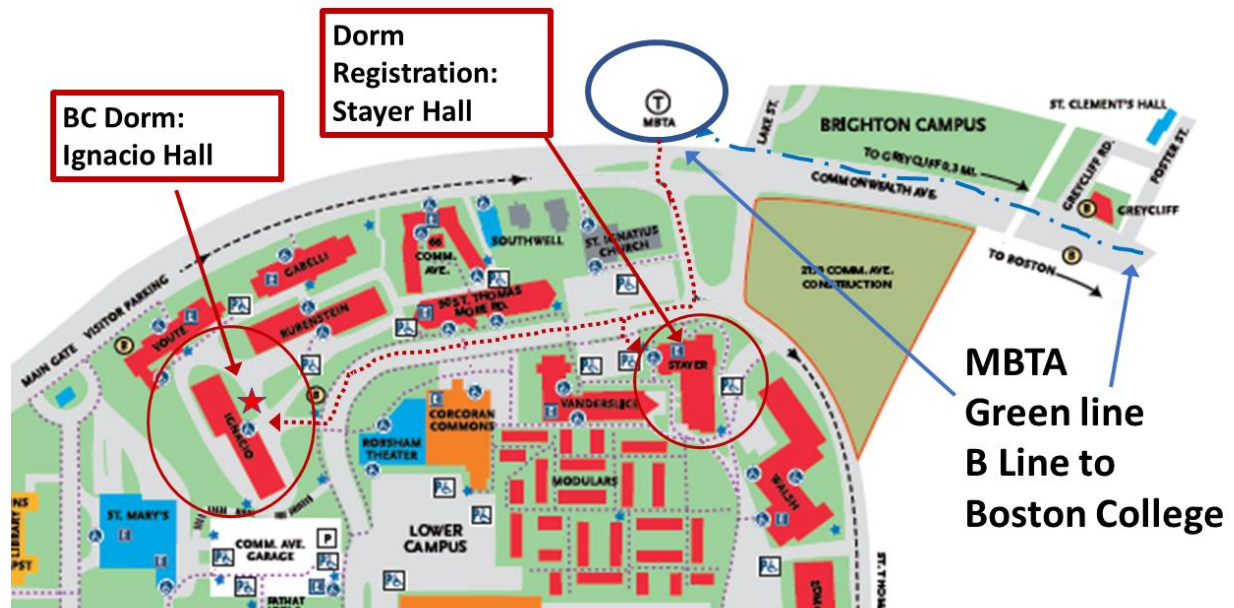 Dorm
Registration:
Stayer Hall
BC Dorm:
Ignacio Hall
T
MBTA
LAKE ST.
BRIGHTON CAMPUS
ST. CLEMENT'S HALL
FOSTER ST.
TO GREYCLIFF 0.3 MI.
COMMONWEALTH AVE.
GREYCLIFF RD.
B
GREYCLIFF
B
TO BOSTON
MAIN GATE
VISITOR PARKING
GABELLI
66
COMM.
AVE.
SOUTHWELL
ST. IGNATIUS
CHURCH
COMM. AVE.
CONSTRUCTION
VOUTE
RUBENSTEIN
ST. THOMAS
MORE RD.
B
B
IGNACIO
STAYER
VANDERSLICE
CORCORAN
COMMONS
ROBSHAM
THEATER
MODULARS
WALSH
MBTA
Green line
B Line to
Boston College
ST. MARY'S
LIBRARY
COMM. AVE.
GARAGE
P
LOWER
CAMPUS